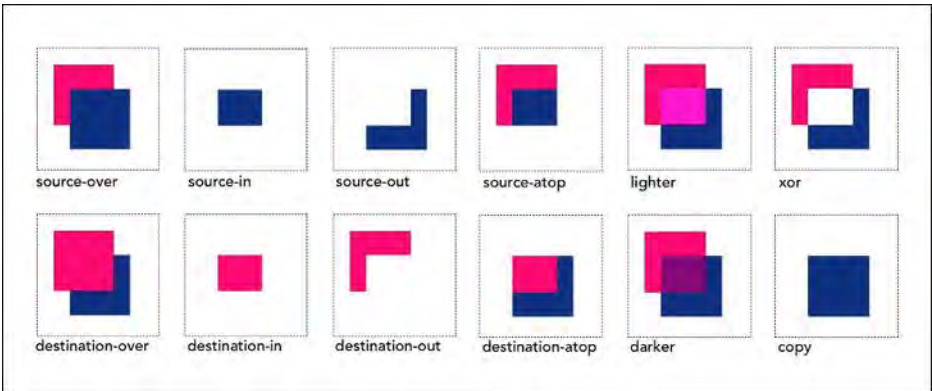 source-over
source-in
source-out
source-atop
lighter
xor
destination-over
destination-in
destination-out
destination-atop
darker
copy